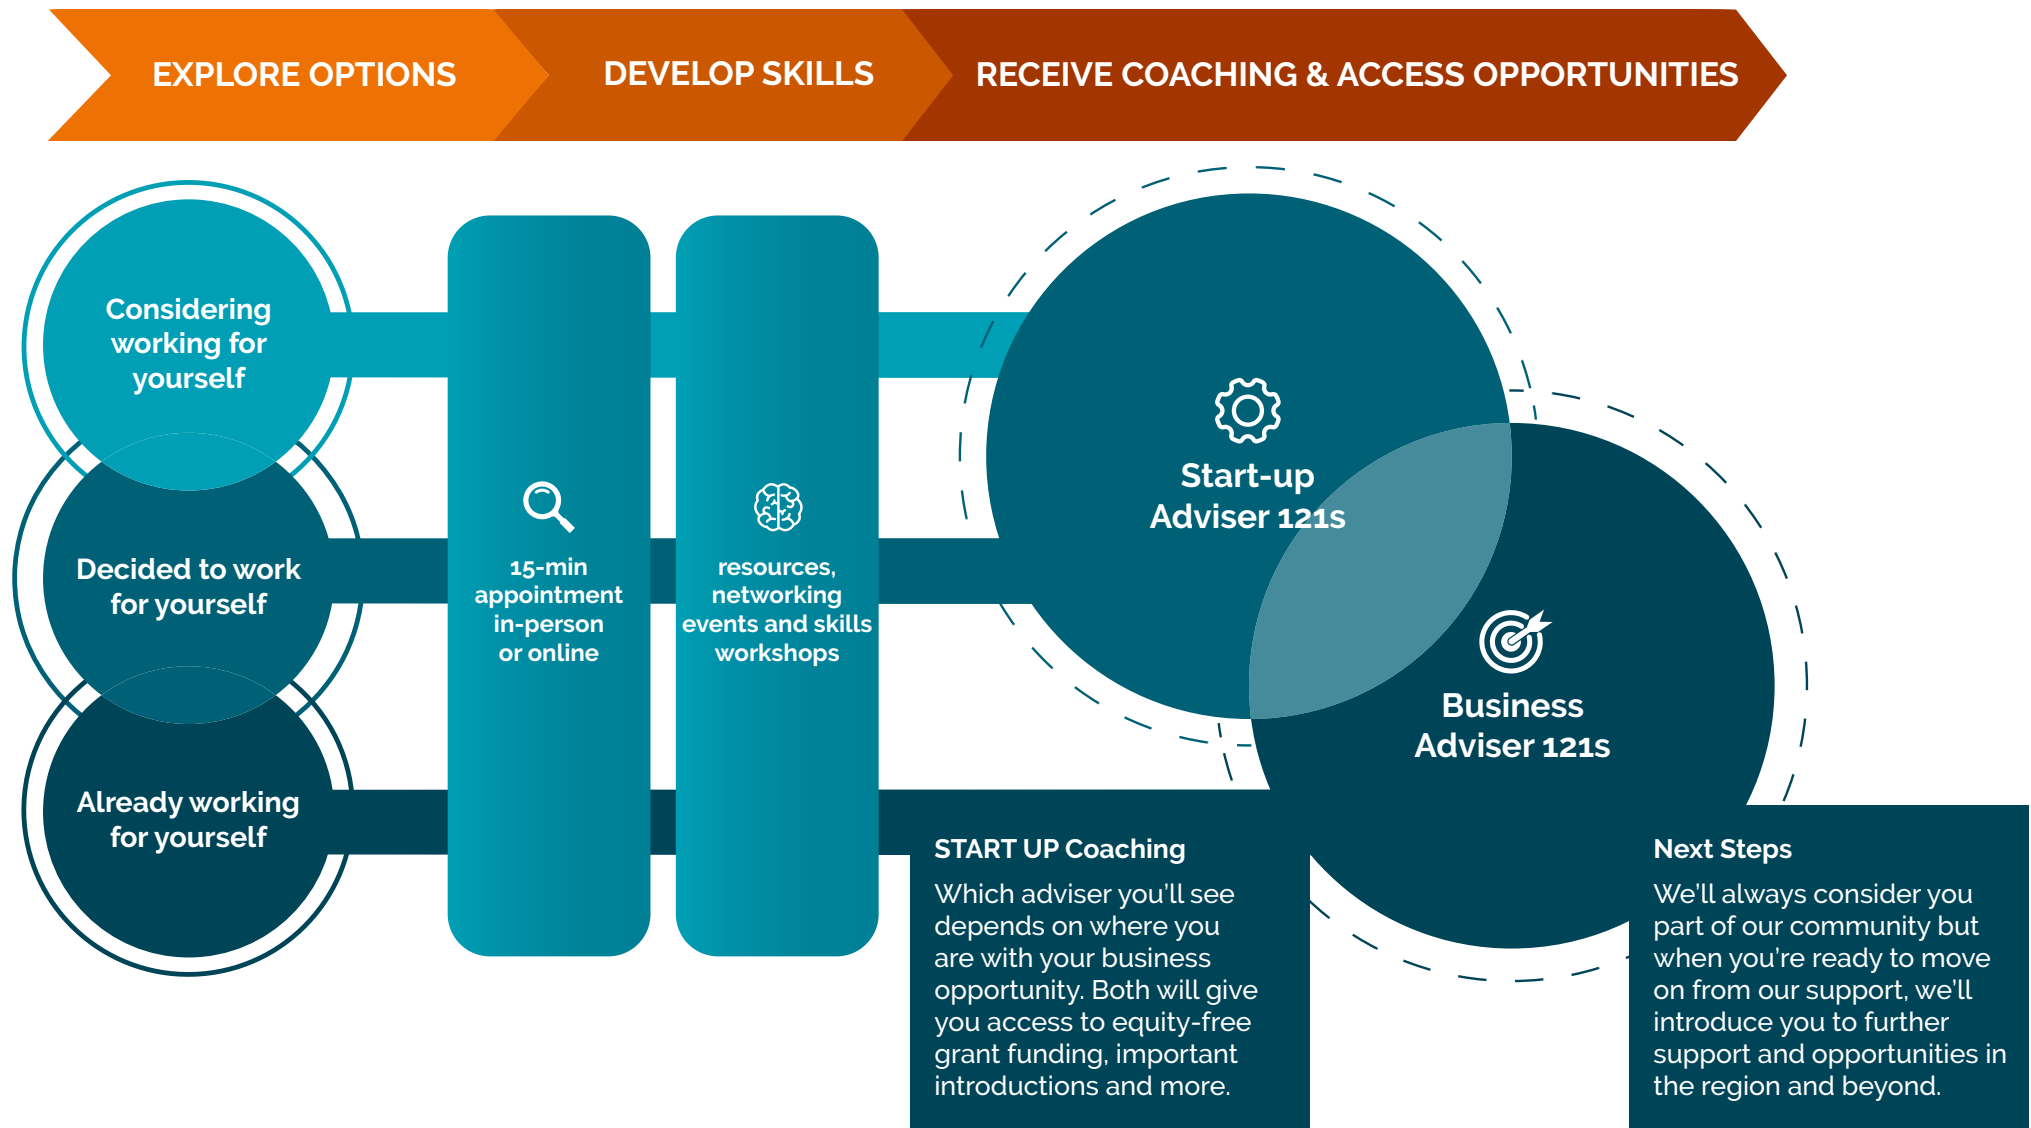 EXPLORE OPTIONS
DEVELOP SKILLS
RECEIVE COACHING & ACCESS OPPORTUNITIES
Considering
working for
yourself
Decided to work
for yourself
Already working
for yourself
15-min
appointment
in-person
or online
resources,
networking
events and skills
workshops
Start-up
Adviser 121s
Business
Adviser 121s
START UP Coaching
Which adviser you'll see
depends on where you
are with your business
opportunity. Both will give
you access to equity-free
grant funding, important
introductions and more.
Next Steps
We'll always consider you
part of our community but
when you're ready to move
on from our support, we'll
introduce you to further
support and opportunities in
the region and beyond.